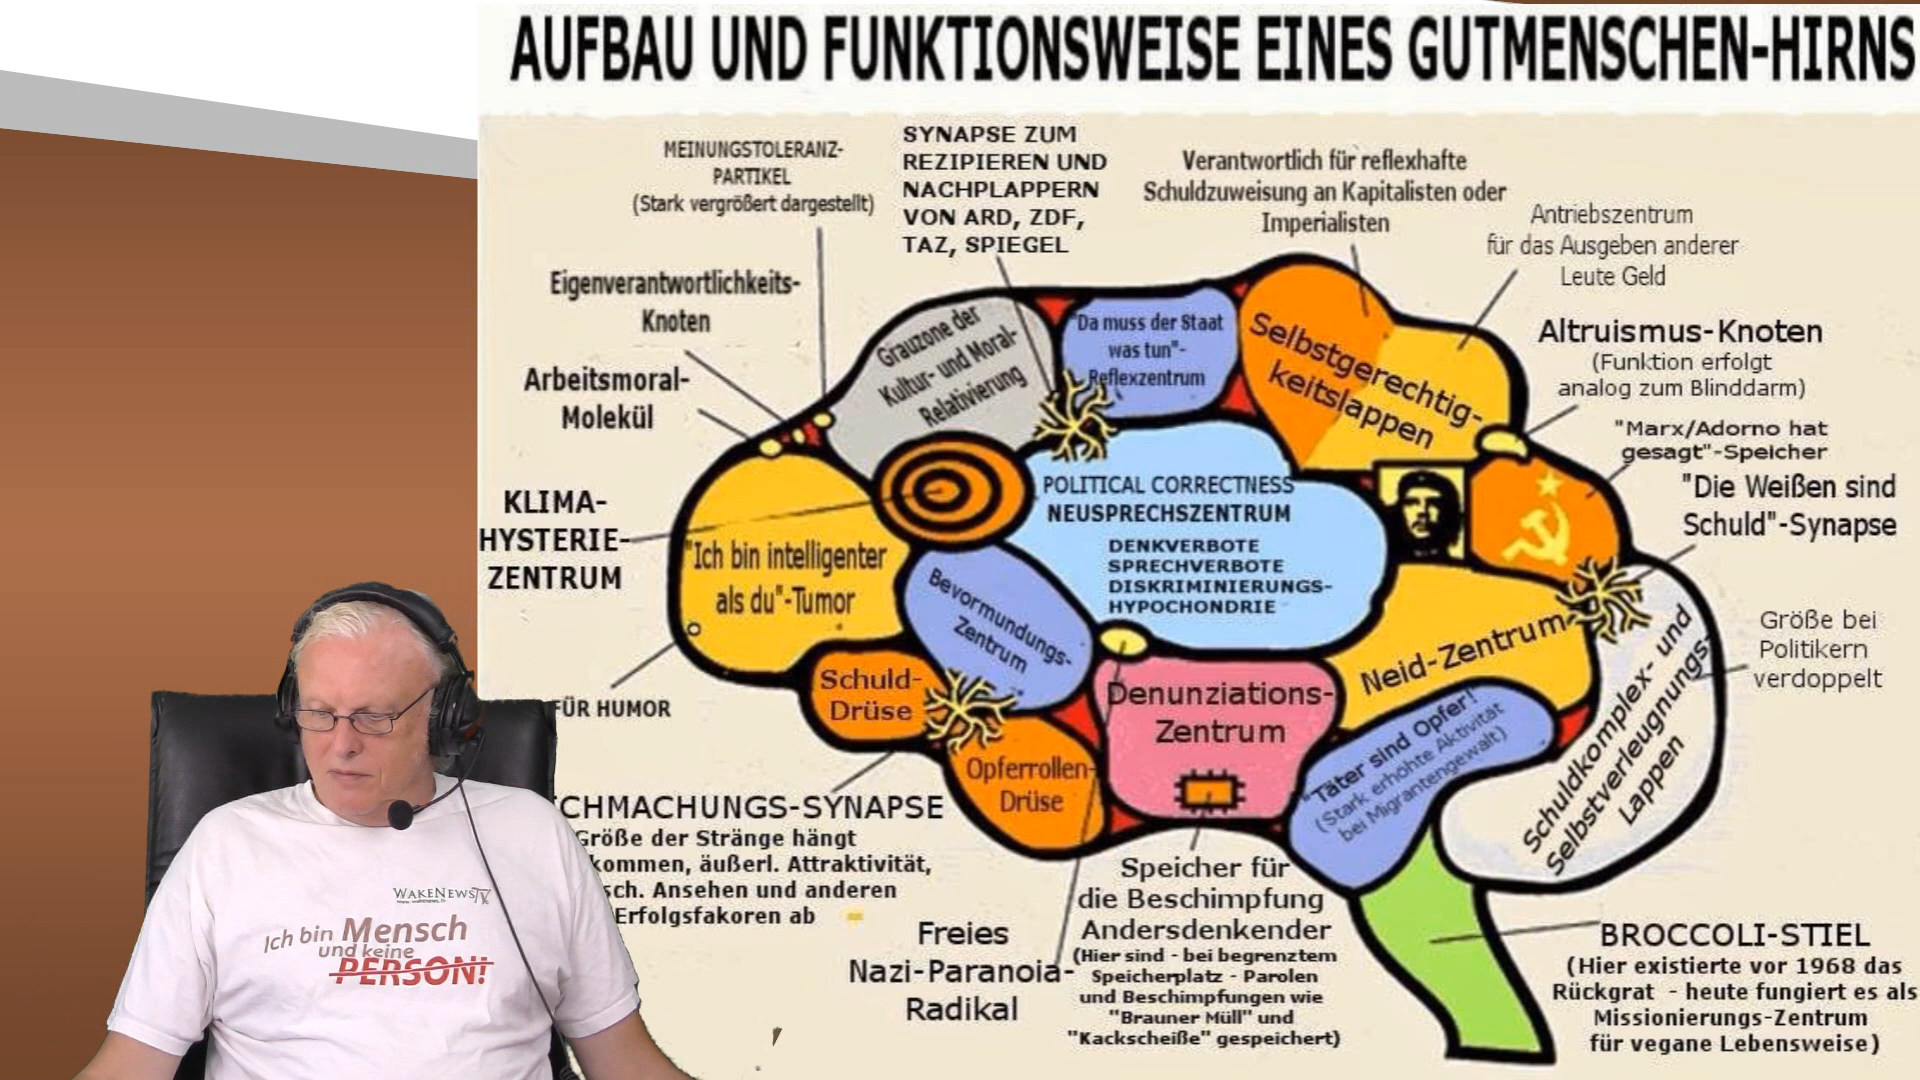 AUFBAU UND FUNKTIONSWEISE EINES GUTMENSCHEN-HIRNS
MEINUNGSTOLERANZ-
PARTIKEL
(Stark vergrößert dargestellt)
SYNAPSE ZUM
REZIPIEREN UND
NACHPLAPPERN
VON ARD, ZDF,
TAZ, SPIEGEL
Verantwortlich für reflexhafte
Schuldzuweisung an Kapitalisten oder
Imperialisten
Antriebszentrum
für das Ausgeben anderer
Leute Geld
Eigenverantwortlichkeits-
Knoten
Arbeitsmoral-
Molekül
Altruismus-Knoten
(Funktion erfolgt
analog zum Blinddarm)
"Marx/Adorno hat
gesagt"-Speicher
"Die Weißen sind
Schuld"-Synapse
KLIMA-
HYSTERIE-
ZENTRUM
Größe bei
Politikern
verdoppelt
Grauzone der
Kultur- und Moral-
Relativierung
"Da muss der Staat
was tun"-
Reflexzentrum
Selbstgerechtig-
keitslappen
POLITICAL CORRECTNESS
NEUSPRECHSZENTRUM
DENKVERBOTE
SPRECHVERBOTE
DISKRIMINIERUNGS-
HYPOCHONDRIE
"Ich bin intelligenter
als du"-Tumor
Bevormundungs-
Zentrum
Neid-Zentrum
Schuld-
Drüse
Denunziations-
Zentrum
Opferrollen-
Drüse
"Täter sind Opfer!"
(Stark erhöhte Aktivität
bei Migrantengewalt)
Schuldkomplex- und
Selbstverleugnungs-
Lappen
FÜR HUMOR
CHMACHUNGS-SYNAPSE
Größe der Stränge hängt
kommen, äußerl. Attraktivität,
sch. Ansehen und anderen
Erfolgsfakoren ab
Freies
Nazi-Paranoia-
Radikal
Speicher für
die Beschimpfung
Andersdenkender
(Hier sind - bei begrenztem
Speicherplatz - Parolen
und Beschimpfungen wie
"Brauner Müll" und
"Kackscheiße" gespeichert)
BROCCOLI-STIEL
(Hier existierte vor 1968 das
Rückgrat - heute fungiert es als
Missionierungs-Zentrum
für vegane Lebensweise)
WAKENEWS TV
Ich bin Mensch
und keine
PERSON!